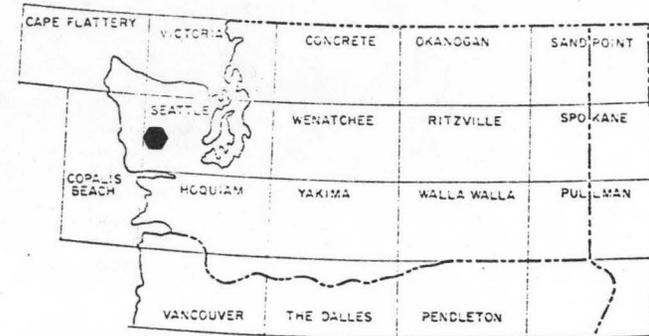 CAPE FLATTERY
VICTORIA
CONCRETE
OKANOGAN
SANDPOINT
SEATTLE
WENATCHEE
RITZVILLE
SPOKANE
COPALIS
BEACH
HOQUIAM
YAKIMA
WALLA WALLA
PULLMAN
VANCOUVER
THE DALLES
PENDLETON